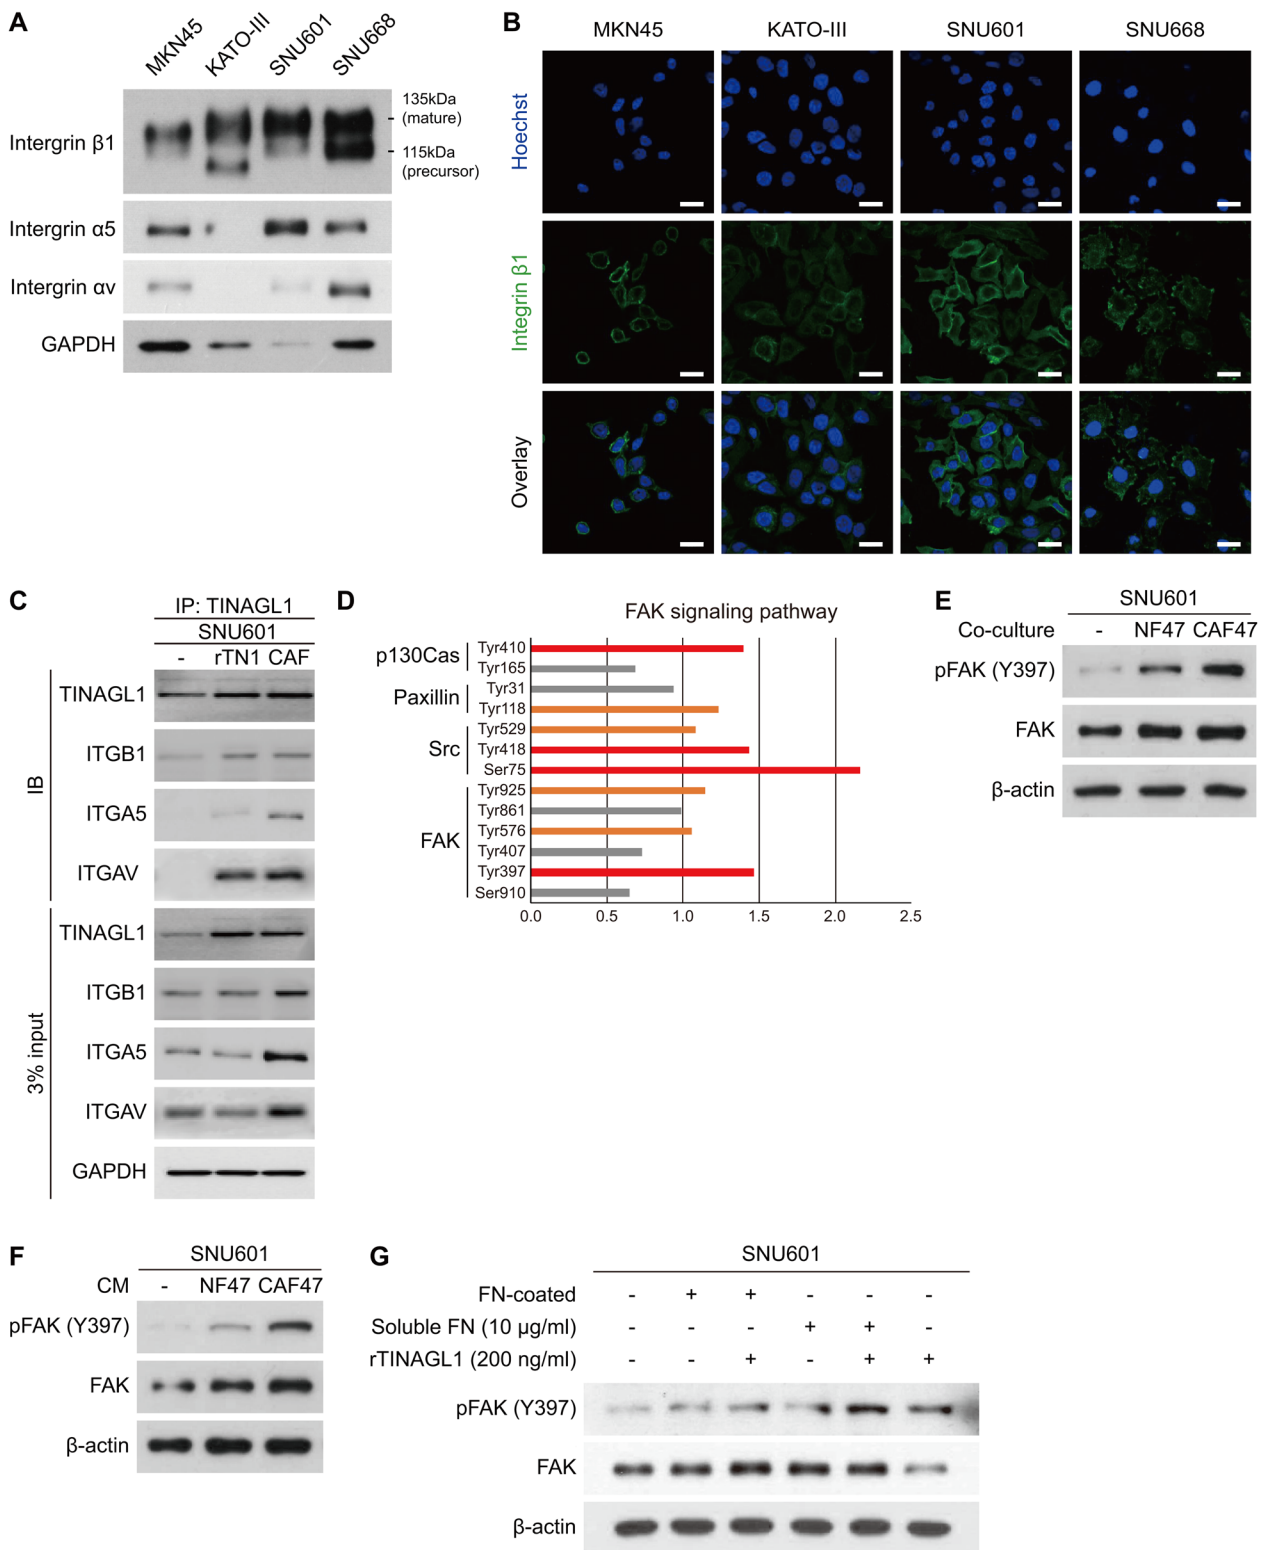 A
MKN45
KATO-III
SNU601
SNU668
Intergrin β1
135kDa
(mature)
115kDa
(precursor)
Intergrin α5
Intergrin αv
GAPDH
B
MKN45 KATO-III SNU601 SNU668
Hoechst
Integrin β1
Overlay
C
IP: TINAGL1
SNU601
- rTN1 CAF
IB
TINAGL1
ITGB1
ITGA5
ITGAV
3% input
TINAGL1
ITGB1
ITGA5
ITGAV
GAPDH
D
FAK signaling pathway
p130Cas
Tyr410
Tyr165
Paxillin
Tyr31
Tyr118
Src
Tyr529
Tyr418
Ser75
FAK
Tyr925
Tyr861
Tyr576
Tyr407
Tyr397
Ser910
0.0 0.5 1.0 1.5 2.0 2.5
E
SNU601
Co-culture - NF47 CAF47
pFAK (Y397)
FAK
β-actin
F
SNU601
CM - NF47 CAF47
pFAK (Y397)
FAK
β-actin
G
SNU601
FN-coated - + + - - -
Soluble FN (10 μg/ml) - - - + + -
rTINAGL1 (200 ng/ml) - - + - + +
pFAK (Y397)
FAK
β-actin